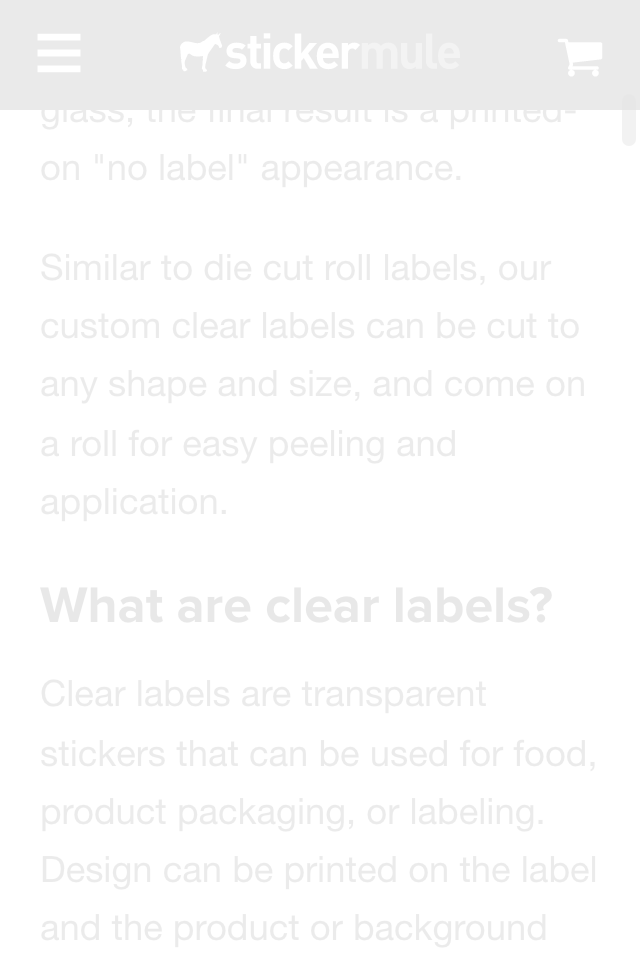 stickermule
glass, the final result is a printed-
on "no label" appearance.
Similar to die cut roll labels, our
custom clear labels can be cut to
any shape and size, and come on
a roll for easy peeling and
application.
What are clear labels?
Clear labels are transparent
stickers that can be used for food,
product packaging, or labeling.
Design can be printed on the label
and the product or background